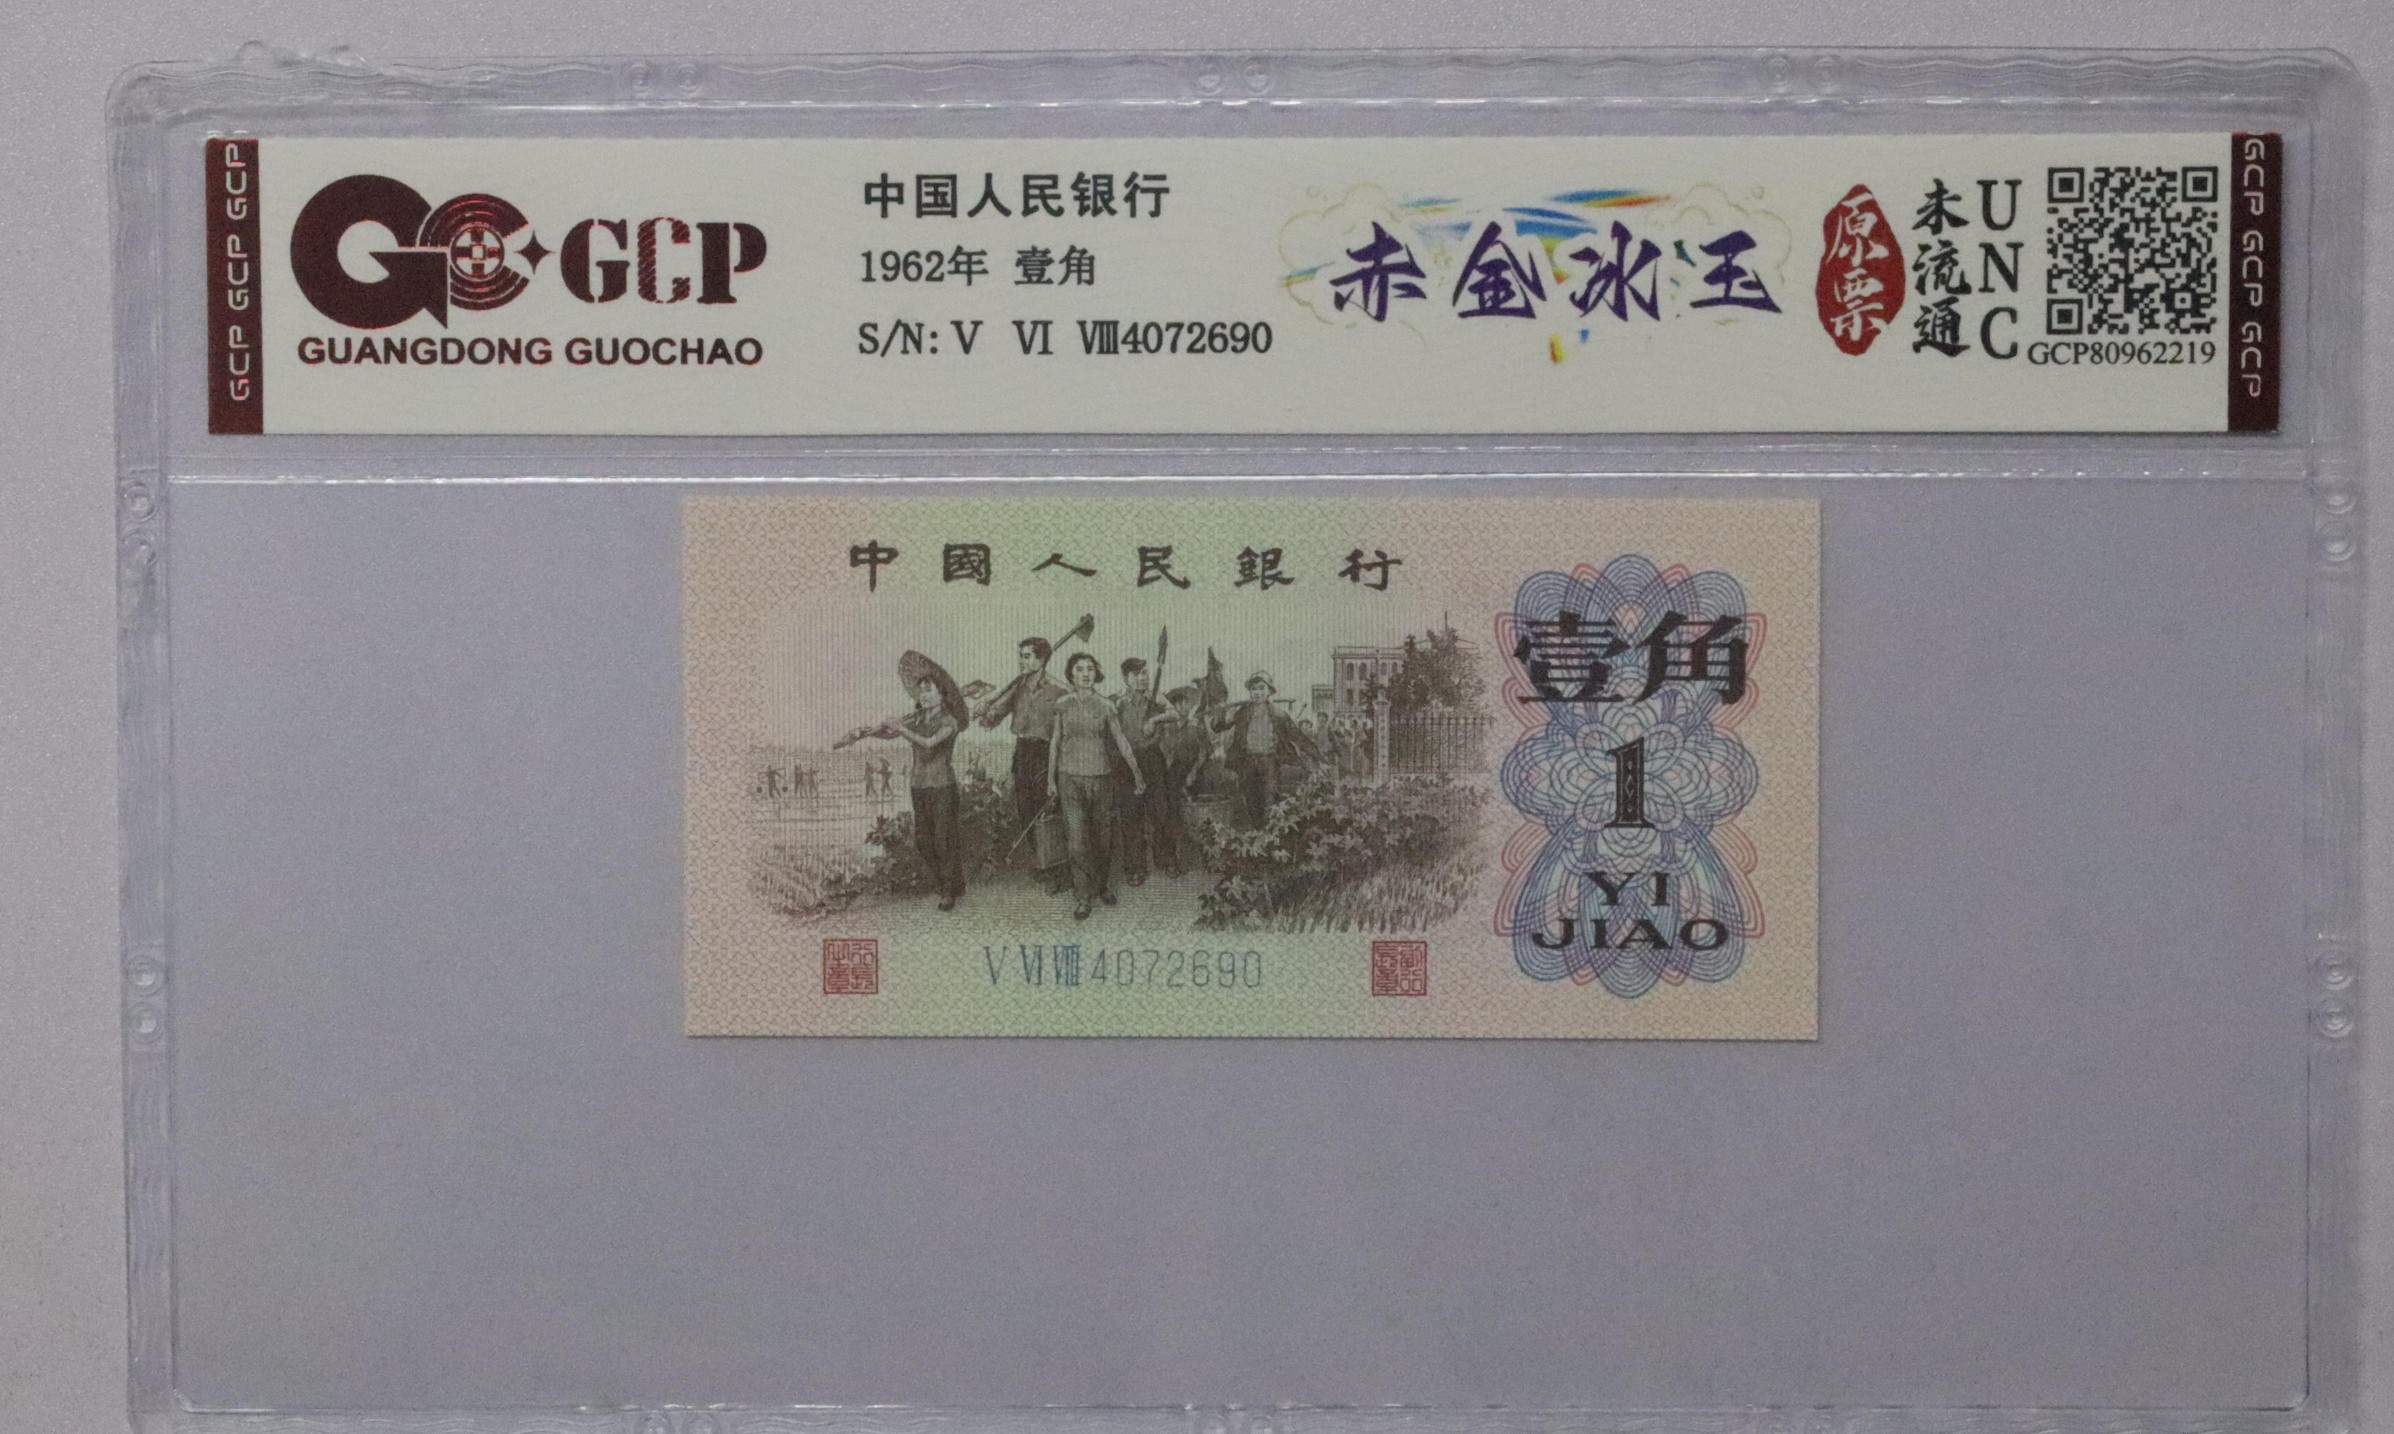 GCP GCP GCP
GCP
GUANGDONG GUOCHAO
中国人民银行
1962年 壹角
S/N: V VI VIII4072690
赤金冰玉
原票
未流通
UNC
GCP80962219
GCP GCP GCP
中國人民銀行
壹角
1
YI
JIAO
V VI VIII 4072690